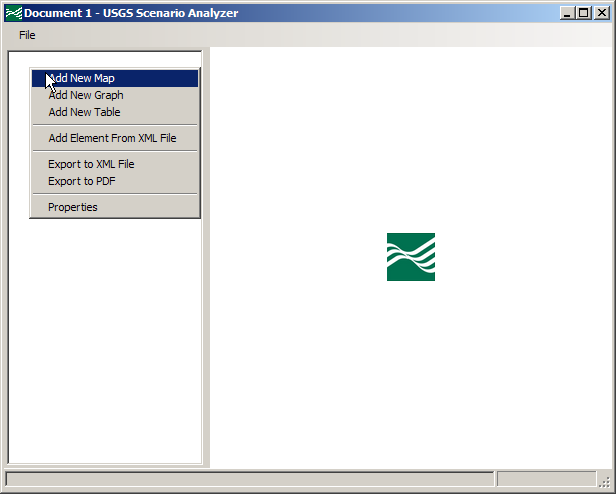 Document 1 - USGS Scenario Analyzer
File
Add New Map
Add New Graph
Add New Table
Add Element From XML File
Export to XML File
Export to PDF
Properties